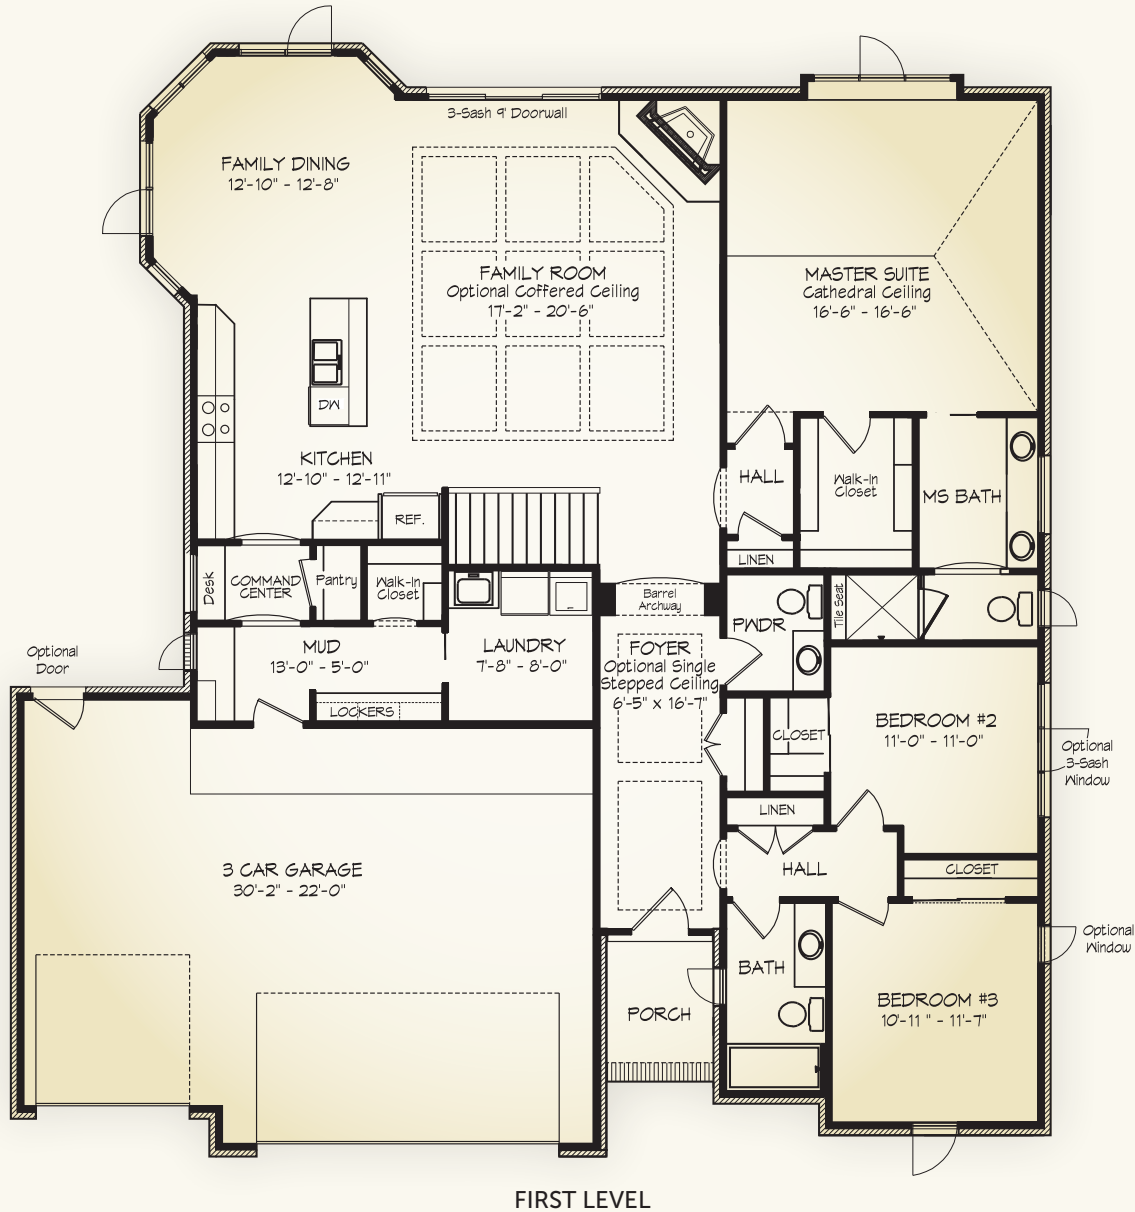 3-Sash 9' Doorwall
FAMILY DINING
12'-10" - 12'-8"
FAMILY ROOM
Optional Coffered Ceiling
17'-2" - 20'-6"
MASTER SUITE
Cathedral Ceiling
16'-6" - 16'-6"
DW
KITCHEN
12'-10" - 12'-11"
REF.
HALL
Walk-In
Closet
MS BATH
LINEN
Desk
COMMAND
CENTER
Pantry
Walk-In
Closet
Barrel
Archway
Tile Seat
PWDR
Optional
Door
MUD
13'-0" - 5'-0"
LAUNDRY
7'-8" - 8'-0"
FOYER
Optional Single
Stepped Ceiling
6'-5" x 16'-7"
LOCKERS
CLOSET
BEDROOM #2
11'-0" - 11'-0"
Optional
3-Sash
Window
LINEN
3 CAR GARAGE
30'-2" - 22'-0"
HALL
CLOSET
Optional
Window
BATH
BEDROOM #3
10'-11 " - 11'-7"
PORCH
FIRST LEVEL